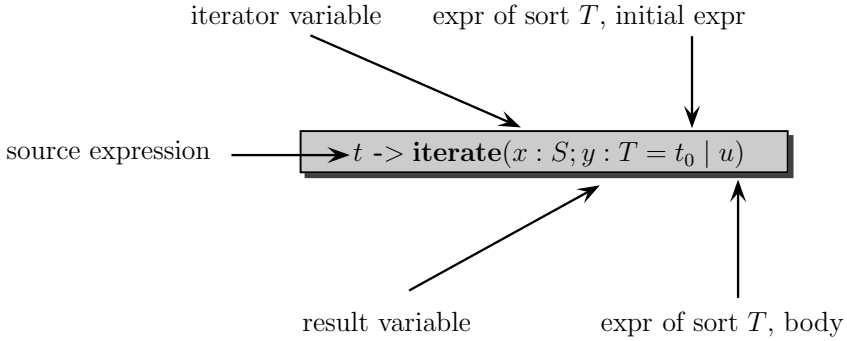 iterator variable expr of sort T, initial expr
source expression t -> iterate(x : S; y : T = t₀ | u)
result variable expr of sort T, body